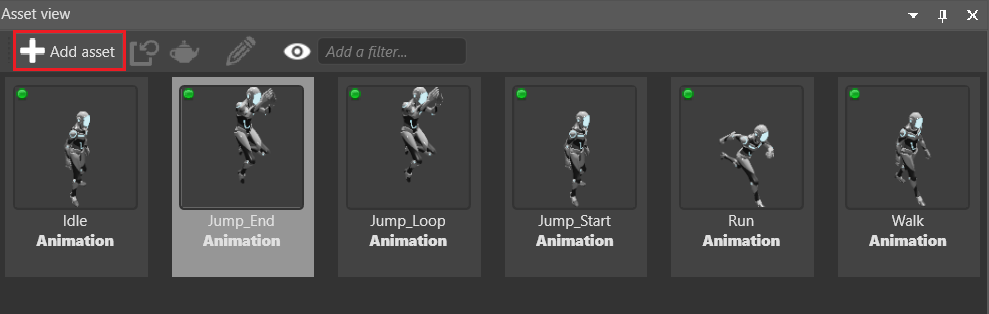 Asset view
Add asset
Add a filter...
Idle
Animation
Jump_End
Animation
Jump_Loop
Animation
Jump_Start
Animation
Run
Animation
Walk
Animation